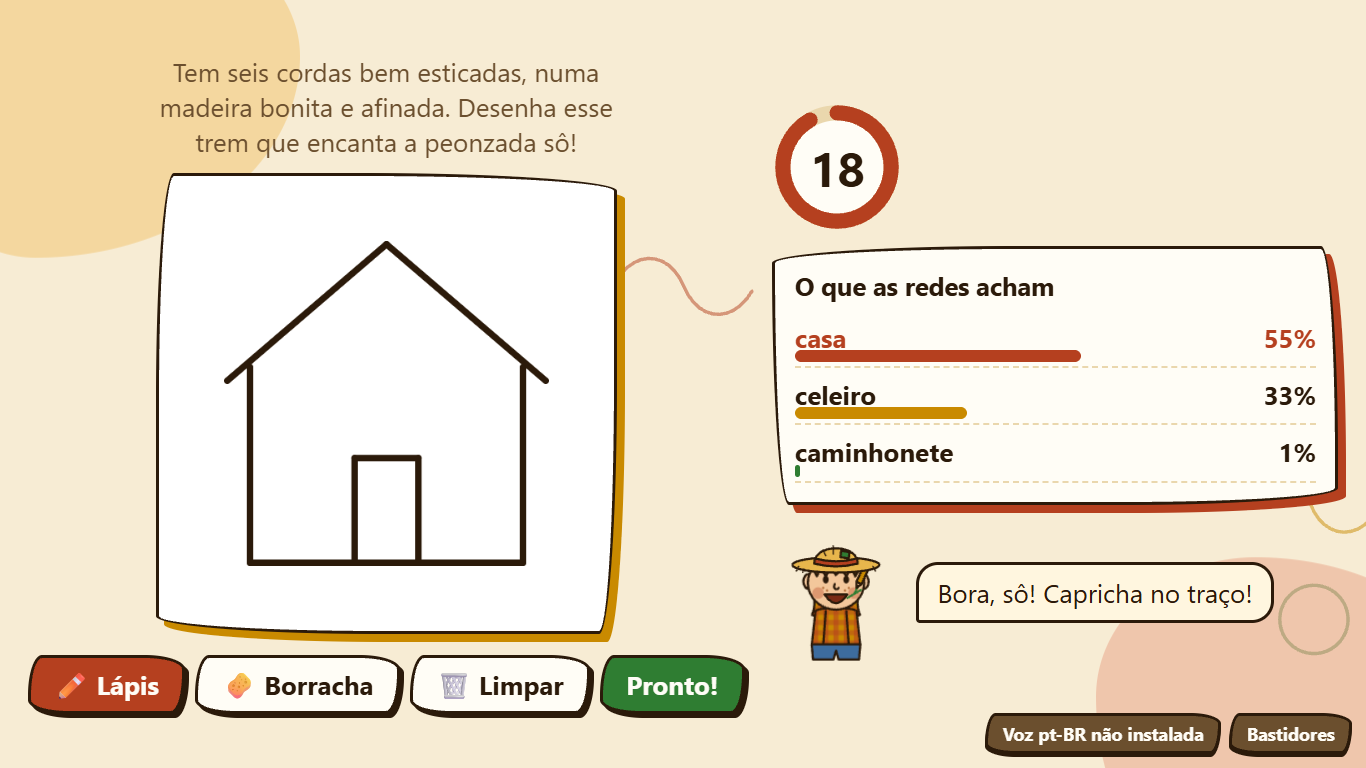 Tem seis cordas bem esticadas, numa
madeira bonita e afinada. Desenha esse
trem que encanta a peonzada sô!
18
O que as redes acham
casa 55%
celeiro 33%
caminhonete 1%
Bora, sô! Capricha no traço!
Lápis
Borracha
Limpar
Pronto!
Voz pt-BR não instalada
Bastidores